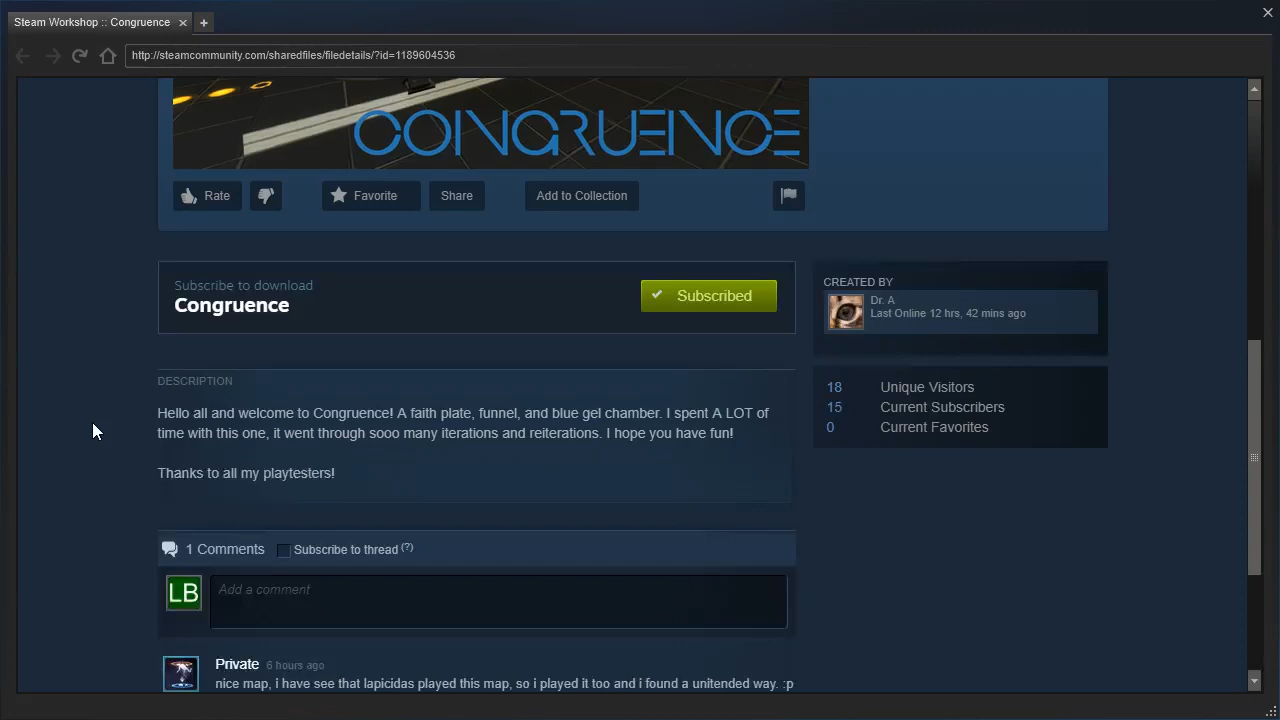 Steam Workshop :: Congruence
http://steamcommunity.com/sharedfiles/filedetails/?id=1189604536
CONGRUENCE
Rate
Favorite
Share
Add to Collection
Subscribe to download
Congruence
Subscribed
CREATED BY
Dr. A
Last Online 12 hrs, 42 mins ago
18 Unique Visitors
15 Current Subscribers
0 Current Favorites
DESCRIPTION
Hello all and welcome to Congruence! A faith plate, funnel, and blue gel chamber. I spent A LOT of
time with this one, it went through sooo many iterations and reiterations. I hope you have fun!
Thanks to all my playtesters!
1 Comments Subscribe to thread (?)
LB
Add a comment
Private 6 hours ago
nice map, i have see that lapicidas played this map, so i played it too and i found a unitended way. :p